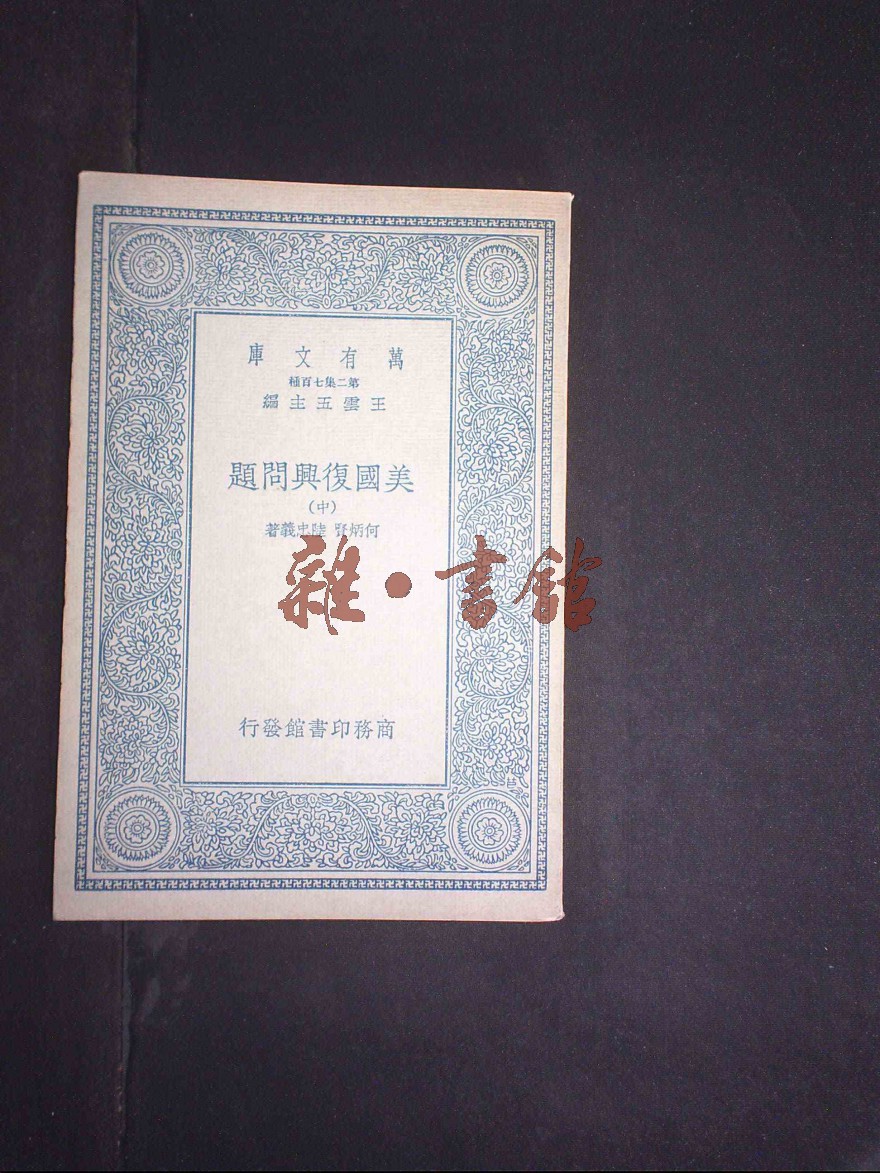 萬有文庫
第二集七百種
王雲五主編
美國復興問題
(中)
何炳賢 陸忠義著
雜·書館
商務印書館發行